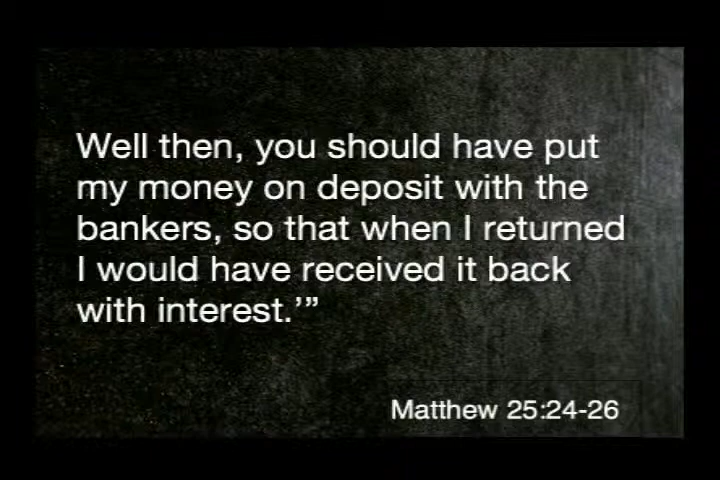 Well then, you should have put
my money on deposit with the
bankers, so that when I returned
I would have received it back
with interest.’”
Matthew 25:24-26